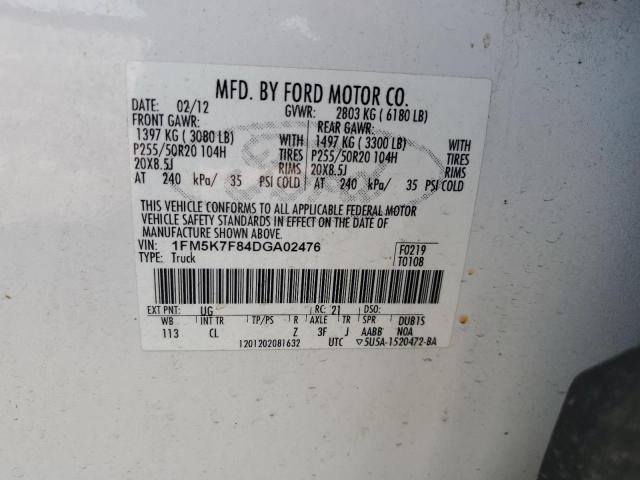 MFD. BY FORD MOTOR CO.
DATE: 02/12 GVWR: 2803 KG ( 6180 LB)
FRONT GAWR: REAR GAWR:
1397 KG ( 3080 LB) WITH 1497 KG ( 3300 LB) WITH
P255/50R20 104H TIRES P255/50R20 104H TIRES
20X8.5J RIMS 20X8.5J RIMS
AT 240 kPa/ 35 PSI COLD AT 240 kPa/ 35 PSI COLD
THIS VEHICLE CONFORMS TO ALL APPLICABLE FEDERAL MOTOR
VEHICLE SAFETY STANDARDS IN EFFECT ON THE DATE OF
MANUFACTURE SHOWN ABOVE.
VIN: 1FM5K7F84DGA02476 F0219
TYPE: Truck T0108
EXT PNT: UG RC: 21 DSO:
WB INT TR TP/PS R AXLE TR SPR DUB1S
113 CL Z 3F J AABB N0A
1201202081632 UTC ▽5U5A-1520472-BA